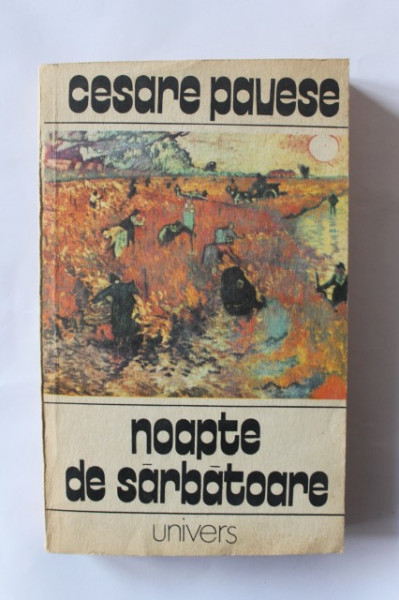 cesare pavese
noapte
de sărbătoare
univers